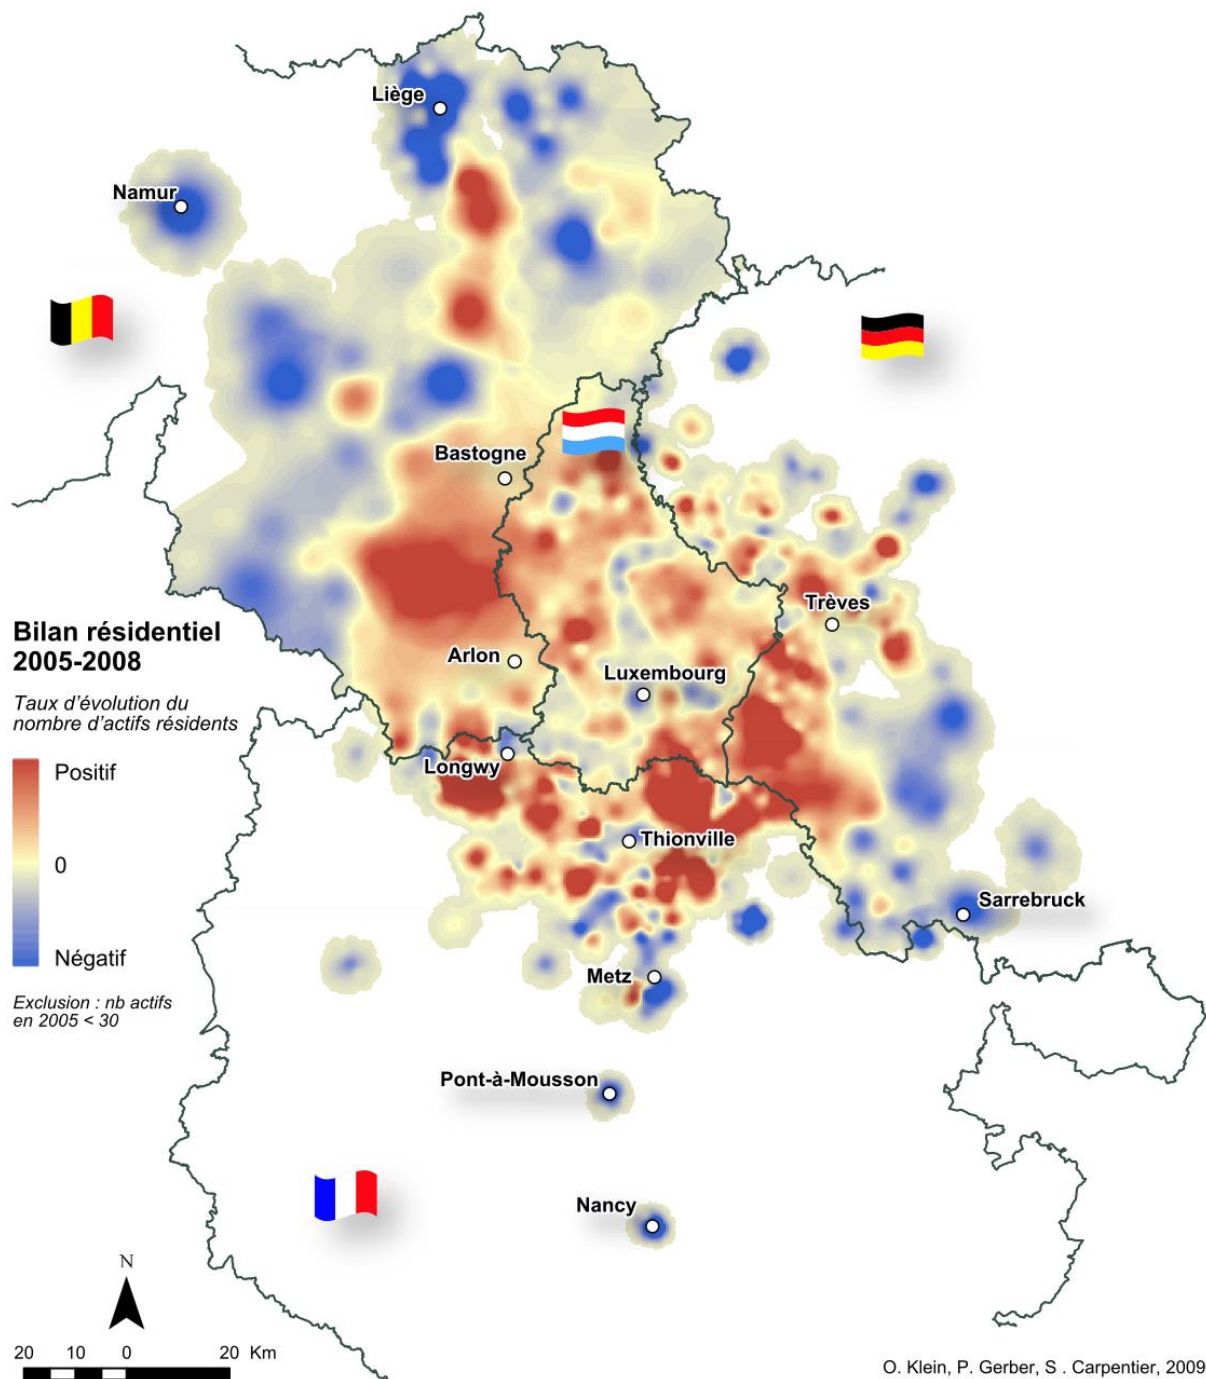 Liège
Namur
Bastogne
Trèves
Bilan résidentiel
2005-2008
Arlon
Luxembourg
Taux d'évolution du
nombre d'actifs résidents
Positif
Longwy
Thionville
0
Sarrebruck
Négatif
Metz
Exclusion : nb actifs
en 2005 < 30
Pont-à-Mousson
Nancy
N
20 10 0 20 Km
O. Klein, P. Gerber, S . Carpentier, 2009